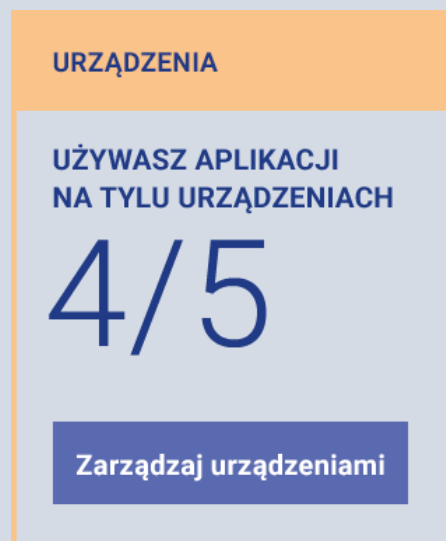 URZĄDZENIA
UŻYWASZ APLIKACJI
NA TYLU URZĄDZENIACH
4/5
Zarządzaj urządzeniami